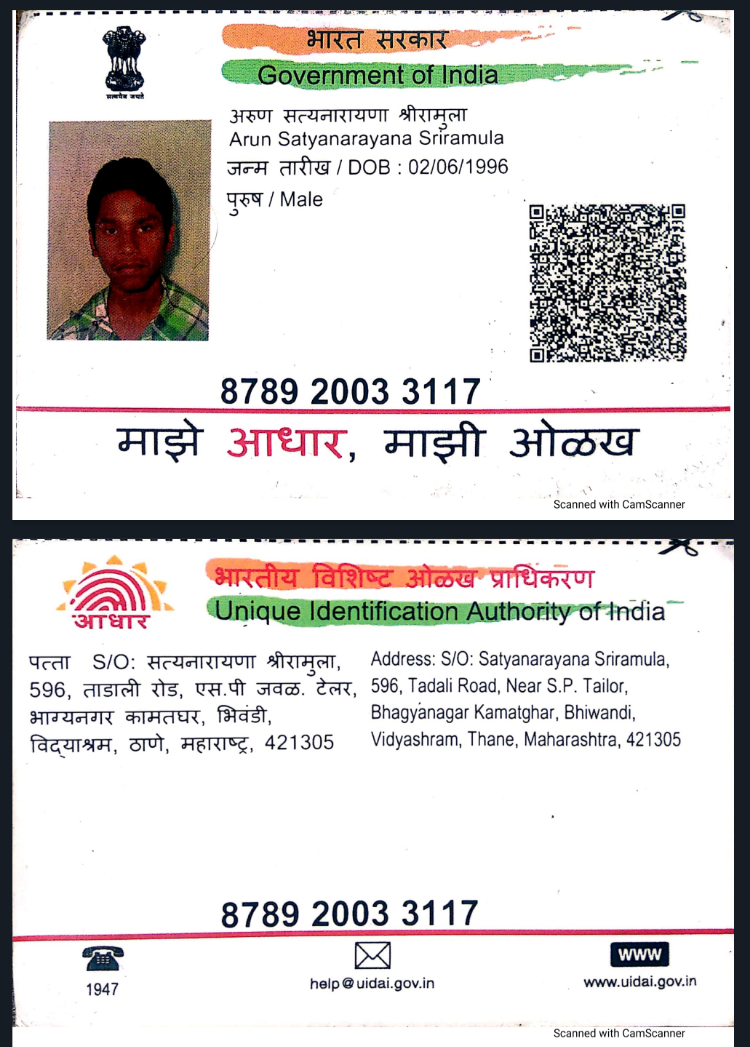 भारत सरकार
Government of India
सत्यमेव जयते
अरुण सत्यनारायणा श्रीरामुला
Arun Satyanarayana Sriramula
जन्म तारीख / DOB : 02/06/1996
पुरुष / Male
8789 2003 3117
माझे आधार, माझी ओळख
Scanned with CamScanner
आधार
भारतीय विशिष्ट ओळख प्राधिकरण
Unique Identification Authority of India
पत्ता S/O: सत्यनारायणा श्रीरामुला,
596, ताडाली रोड, एस.पी जवळ. टेलर,
भाग्यनगर कामतघर, भिवंडी,
विद्याश्रम, ठाणे, महाराष्ट्र, 421305
Address: S/O: Satyanarayana Sriramula,
596, Tadali Road, Near S.P. Tailor,
Bhagyanagar Kamatghar, Bhiwandi,
Vidyashram, Thane, Maharashtra, 421305
8789 2003 3117
1947
help@uidai.gov.in
www
www.uidai.gov.in
Scanned with CamScanner